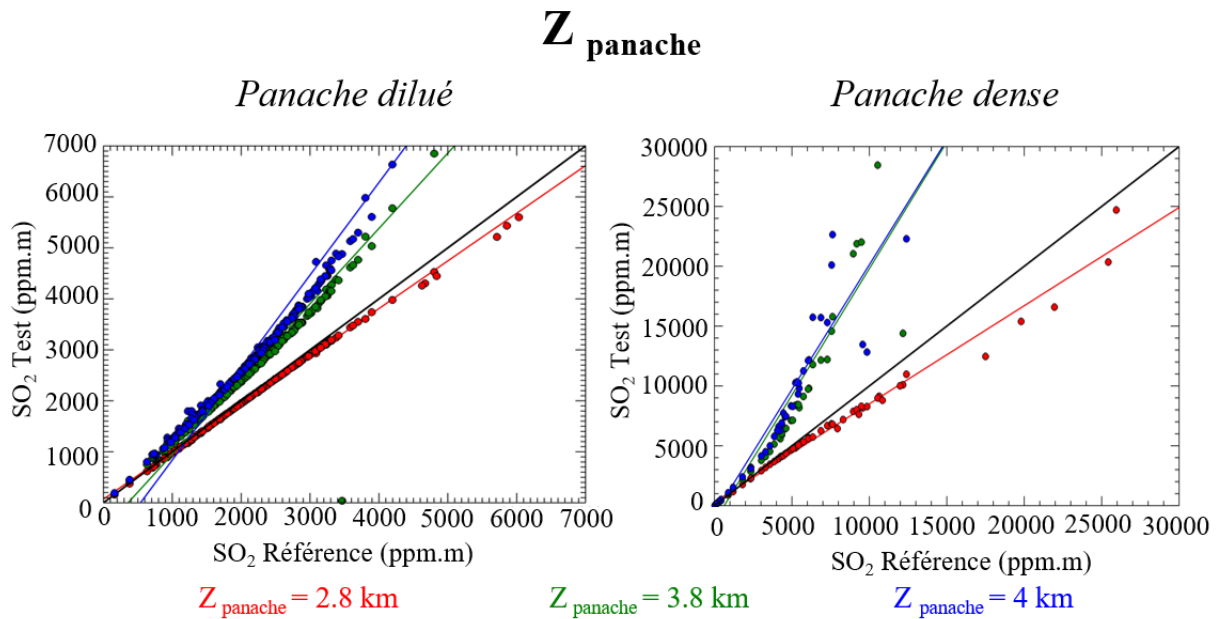 Z panache
Panache dilué
Panache dense
7000
6000
5000
4000
3000
2000
1000
0
SO2 Test (ppm.m)
0 1000 2000 3000 4000 5000 6000 7000
SO2 Référence (ppm.m)
30000
25000
20000
15000
10000
5000
0
SO2 Test (ppm.m)
0 5000 10000 15000 20000 25000 30000
SO2 Référence (ppm.m)
Z panache = 2.8 km
Z panache = 3.8 km
Z panache = 4 km